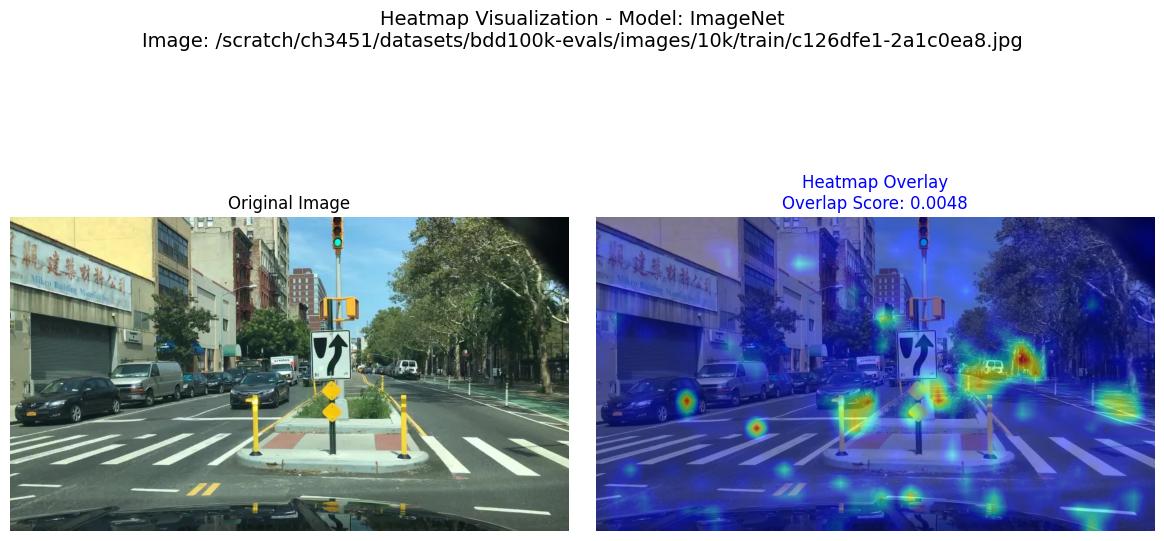 Heatmap Visualization - Model: ImageNet
Image: /scratch/ch3451/datasets/bdd100k-evals/images/10k/train/c126dfe1-2a1c0ea8.jpg
Original Image
Heatmap Overlay
Overlap Score: 0.0048